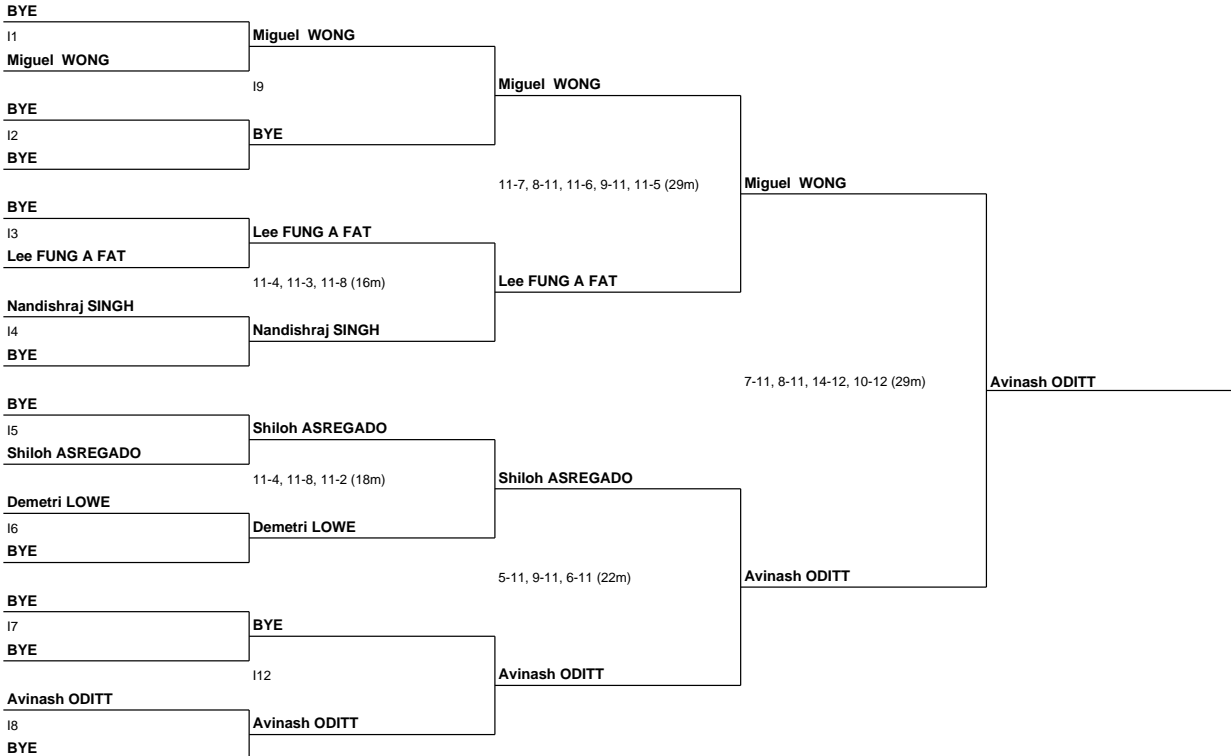 BYE
I1
Miguel WONG
BYE
I2
BYE
BYE
I3
Lee FUNG A FAT
Nandishraj SINGH
I4
BYE
BYE
I5
Shiloh ASREGADO
Demetri LOWE
I6
BYE
BYE
I7
BYE
Avinash ODITT
I8
BYE
Miguel WONG
I9
BYE
Lee FUNG A FAT
11-4, 11-3, 11-8 (16m)
Nandishraj SINGH
Shiloh ASREGADO
11-4, 11-8, 11-2 (18m)
Demetri LOWE
BYE
I12
Avinash ODITT
Miguel WONG
11-7, 8-11, 11-6, 9-11, 11-5 (29m)
Lee FUNG A FAT
Shiloh ASREGADO
5-11, 9-11, 6-11 (22m)
Avinash ODITT
Miguel WONG
7-11, 8-11, 14-12, 10-12 (29m)
Avinash ODITT
Avinash ODITT